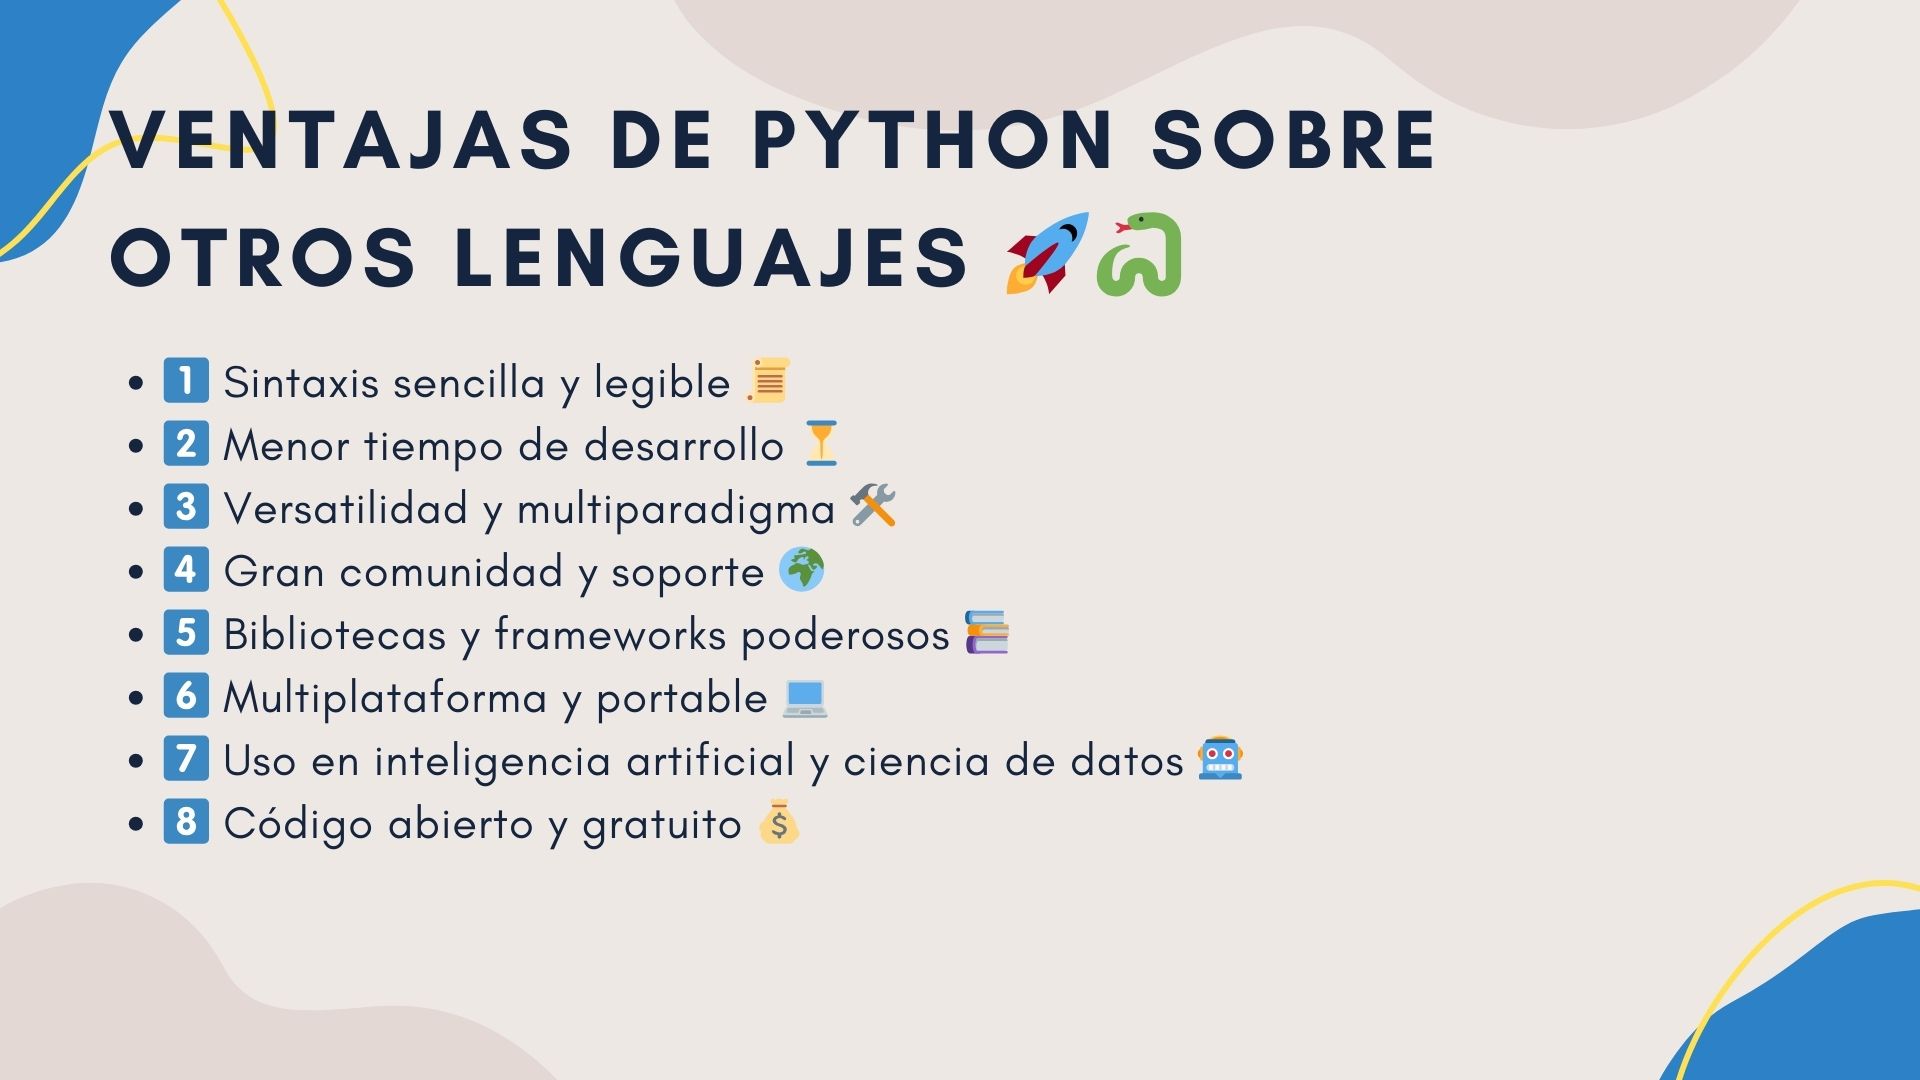 VENTAJAS DE PYTHON SOBRE
OTROS LENGUAJES 🚀🐍
• 1️⃣ Sintaxis sencilla y legible 📜
• 2️⃣ Menor tiempo de desarrollo ⏳
• 3️⃣ Versatilidad y multiparadigma 🛠
• 4️⃣ Gran comunidad y soporte 🌍
• 5️⃣ Bibliotecas y frameworks poderosos 📚
• 6️⃣ Multiplataforma y portable 💻
• 7️⃣ Uso en inteligencia artificial y ciencia de datos 🤖
• 8️⃣ Código abierto y gratuito 💰